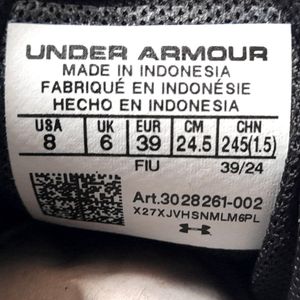 UNDER ARMOUR
MADE IN INDONESIA
FABRIQUÉ EN INDONÉSIE
HECHO EN INDONESIA
USA UK EUR CM CHN
8 6 39 24.5 245(1.5)
FIU 39/24
Art.3028261-002
X27XJVHSNMLM6PL